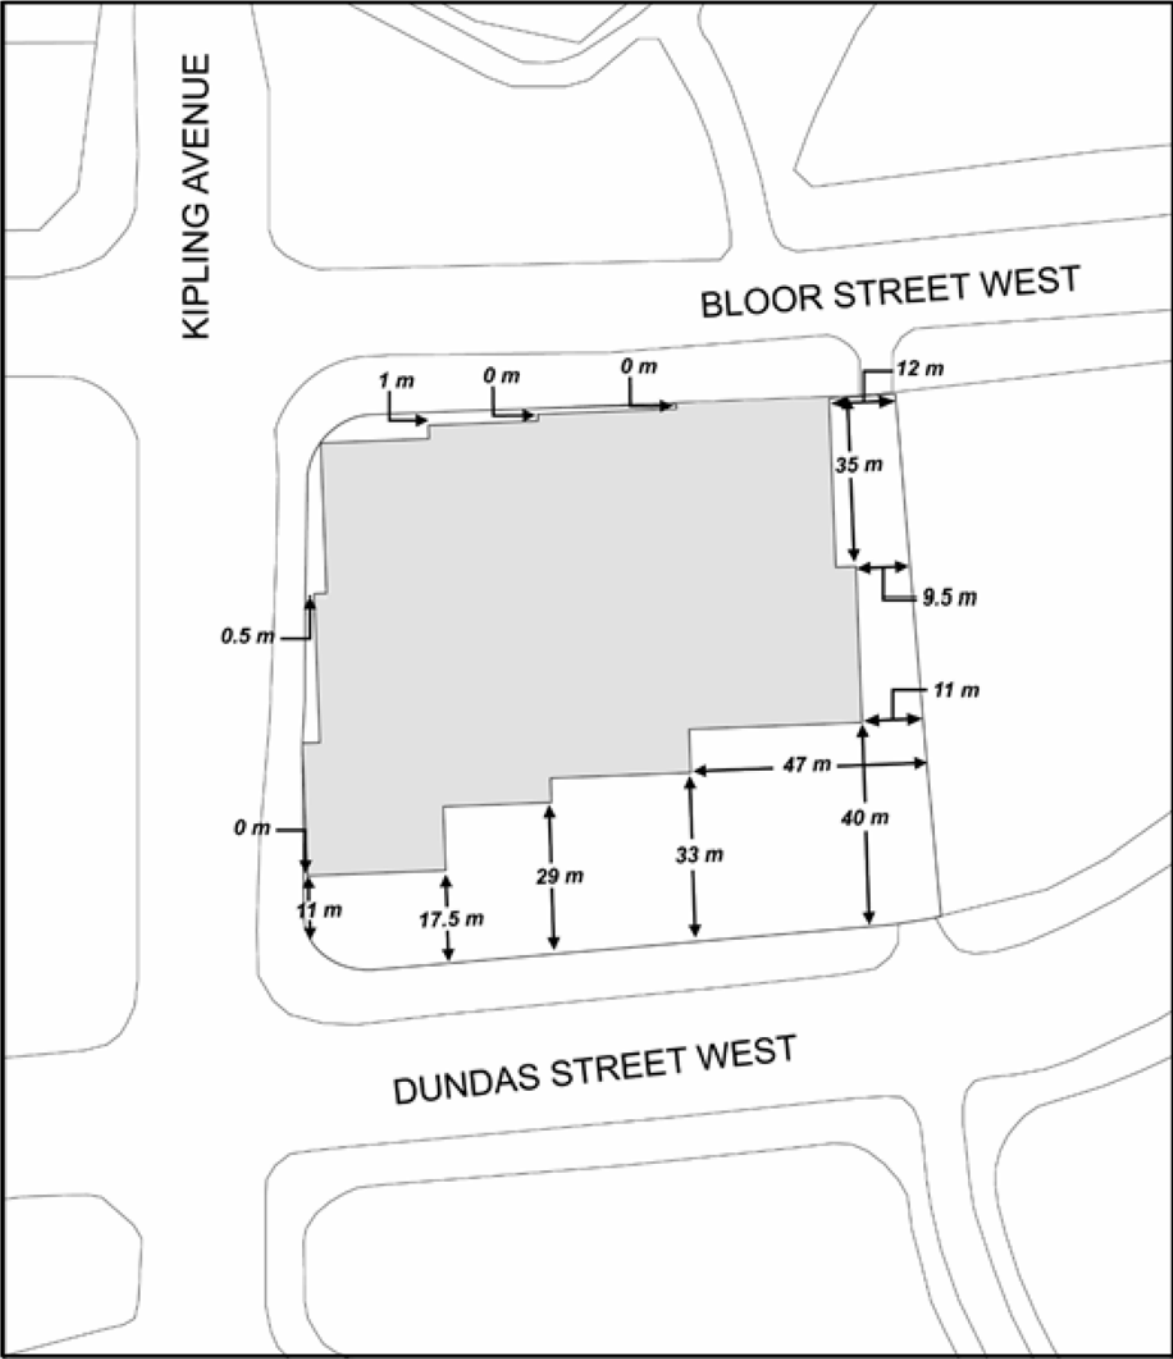 KIPLING AVENUE
BLOOR STREET WEST
1 m
0 m
0 m
12 m
35 m
9.5 m
0.5 m
11 m
47 m
0 m
40 m
33 m
29 m
11 m
17.5 m
DUNDAS STREET WEST